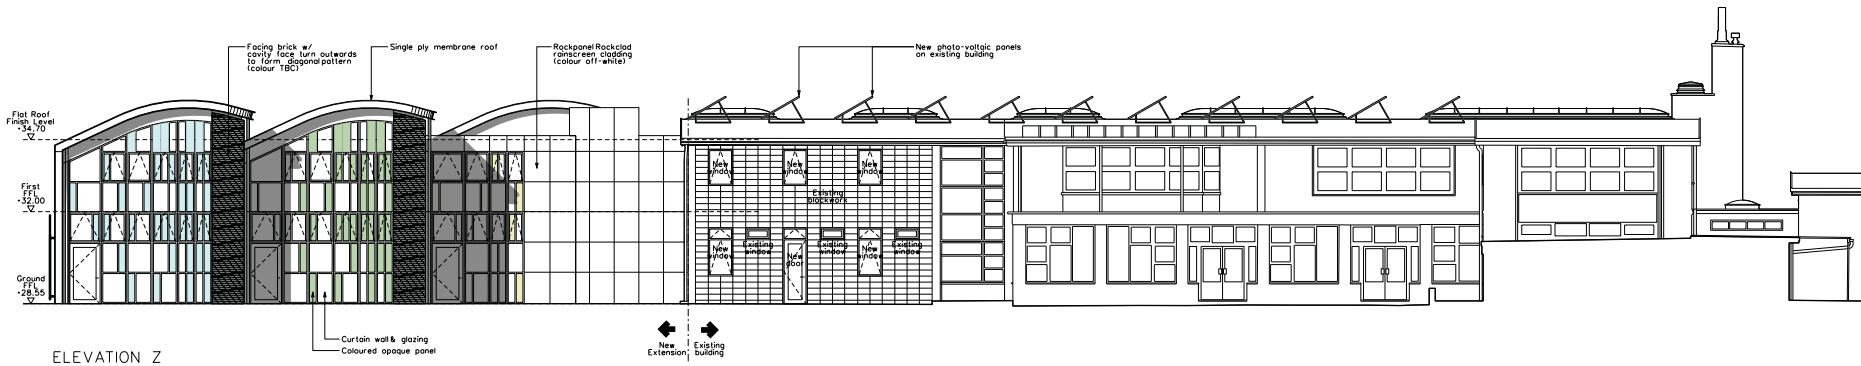 Facing brick w/
cavity face turn outwards
to form diagonal pattern
(colour TBC)
Single ply membrane roof
Rockpanel Rockclad
rainscreen cladding
(colour off-white)
New photo-voltaic panels
on existing building
Flat Roof
Finish Level
+34.70
First
FFL
+32.00
Ground
FFL
+28.55
New
window
New
window
New
window
Existing
blockwork
New
window
Existing
window
New
door
Existing
window
New
window
Existing
window
Curtain wall & glazing
Coloured opaque panel
New
Extension
Existing
building
ELEVATION Z